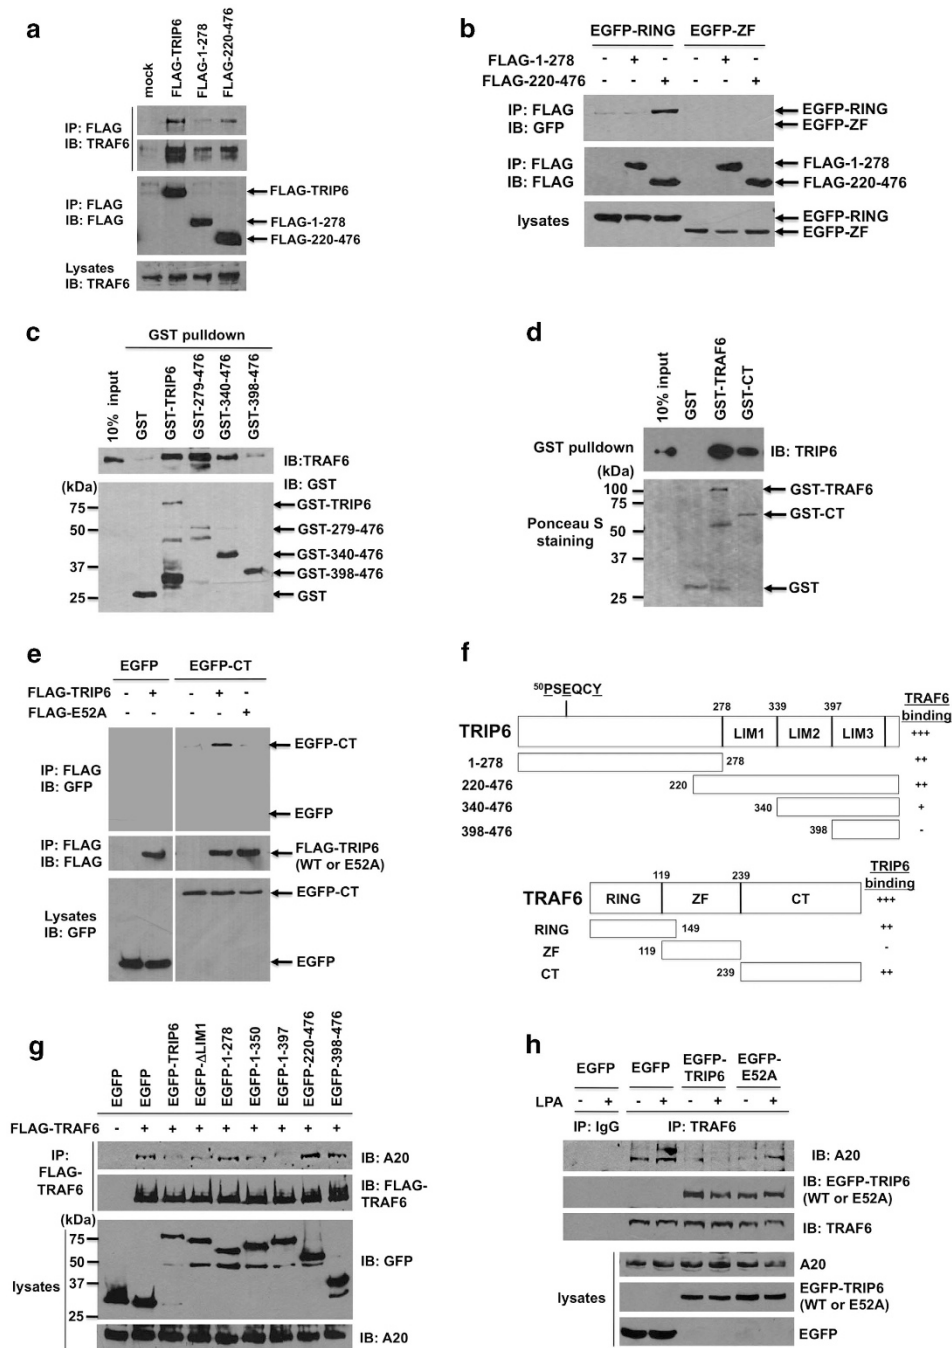 a
mock
FLAG-TRIP6
FLAG-1-278
FLAG-220-476
IP: FLAG
IB: TRAF6
IP: FLAG
IB: FLAG
FLAG-TRIP6
FLAG-1-278
FLAG-220-476
Lysates
IB: TRAF6
b
EGFP-RING EGFP-ZF
FLAG-1-278 - + - - + -
FLAG-220-476 - - + - - +
IP: FLAG
IB: GFP
EGFP-RING
EGFP-ZF
IP: FLAG
IB: FLAG
FLAG-1-278
FLAG-220-476
lysates
EGFP-RING
EGFP-ZF
c
GST pulldown
10% input
GST
GST-TRIP6
GST-279-476
GST-340-476
GST-398-476
IB:TRAF6
(kDa)
IB: GST
75
50
37
25
GST-TRIP6
GST-279-476
GST-340-476
GST-398-476
GST
d
10% input
GST
GST-TRAF6
GST-CT
GST pulldown
IB: TRIP6
(kDa)
100
75
50
37
25
Ponceau S
staining
GST-TRAF6
GST-CT
GST
e
EGFP EGFP-CT
FLAG-TRIP6 - + - + -
FLAG-E52A - - - - +
IP: FLAG
IB: GFP
EGFP-CT
EGFP
IP: FLAG
IB: FLAG
FLAG-TRIP6
(WT or E52A)
Lysates
IB: GFP
EGFP-CT
EGFP
f
50PSEQCY
278 339 397
TRAF6
binding
TRIP6 LIM1 LIM2 LIM3 +++
1-278 278 ++
220-476 220 ++
340-476 340 +
398-476 398 -
119 239
TRIP6
binding
TRAF6 RING ZF CT +++
RING 149 ++
ZF 119 -
CT 239 ++
g
EGFP
EGFP
EGFP-TRIP6
EGFP-ΔLIM1
EGFP-1-278
EGFP-1-350
EGFP-1-397
EGFP-220-476
EGFP-398-476
FLAG-TRAF6 - + + + + + + + +
IP:
FLAG-
TRAF6
IB: A20
IB: FLAG-
TRAF6
(kDa)
75
50
37
25
lysates
IB: GFP
IB: A20
h
EGFP EGFP EGFP-
TRIP6 EGFP-
E52A
LPA - + - + - + - +
IP: IgG IP: TRAF6
IB: A20
IB: EGFP-TRIP6
(WT or E52A)
IB: TRAF6
lysates
A20
EGFP-TRIP6
(WT or E52A)
EGFP